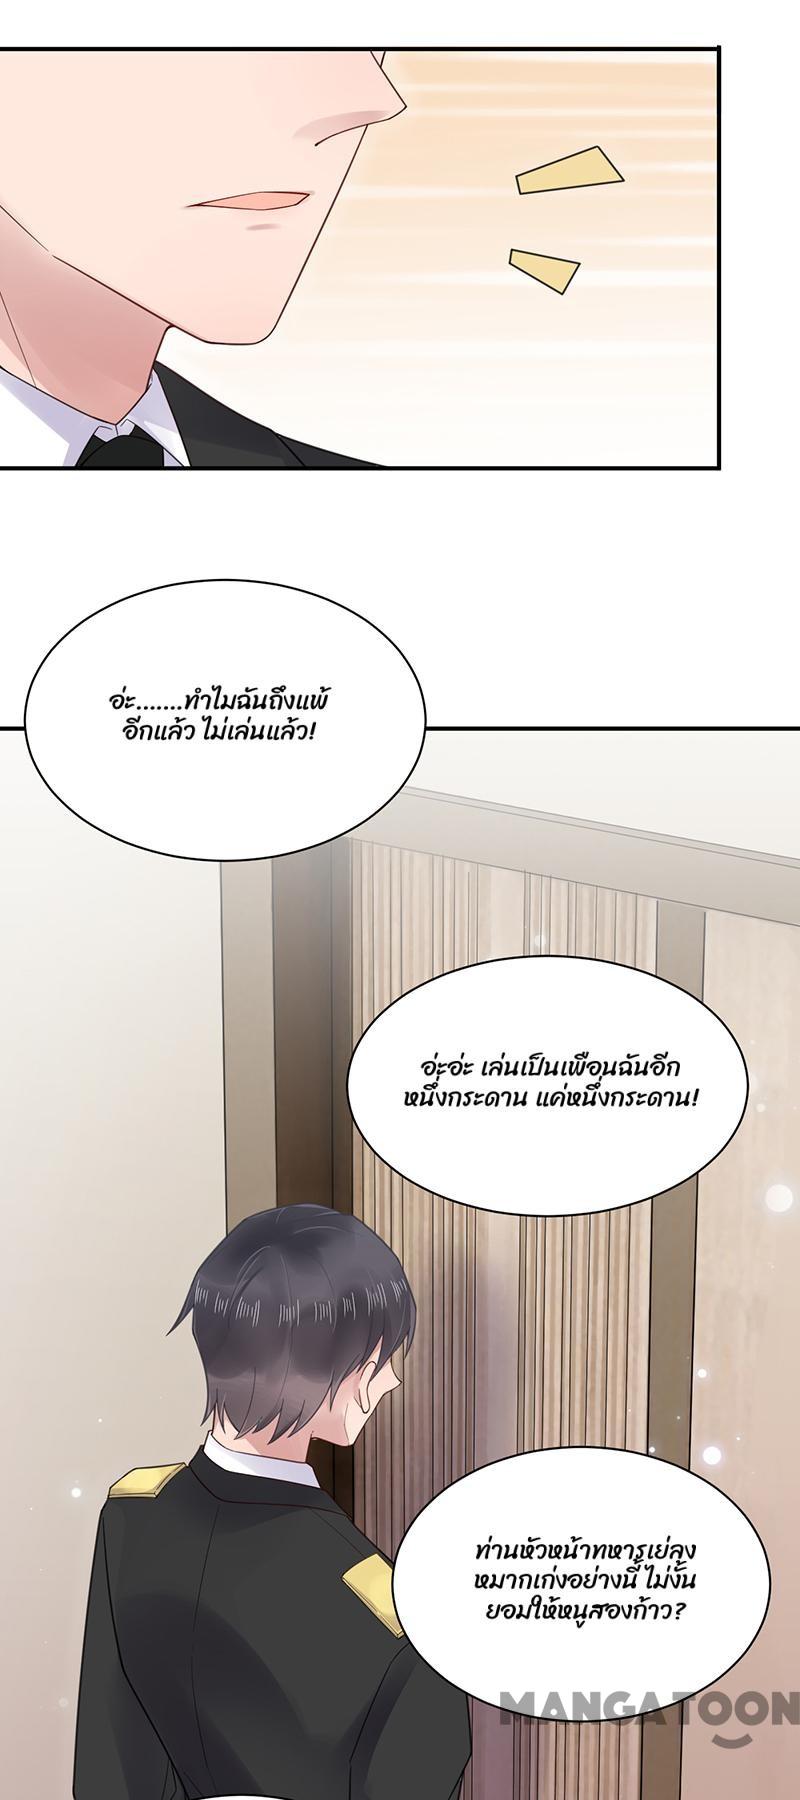 อ่ะ.......ทำไมฉันถึงแพ้
อีกแล้ว ไม่เล่นแล้ว!
อ่ะอ่ะ เล่นเป็นเพื่อนฉันอีก
หนึ่งกระดาน แค่หนึ่งกระดาน!
ท่านหัวหน้าทหารเย่ลง
หมากเก่งอย่างนี้ ไม่งั้น
ยอมให้หนูสองก้าว?
MANGATOON